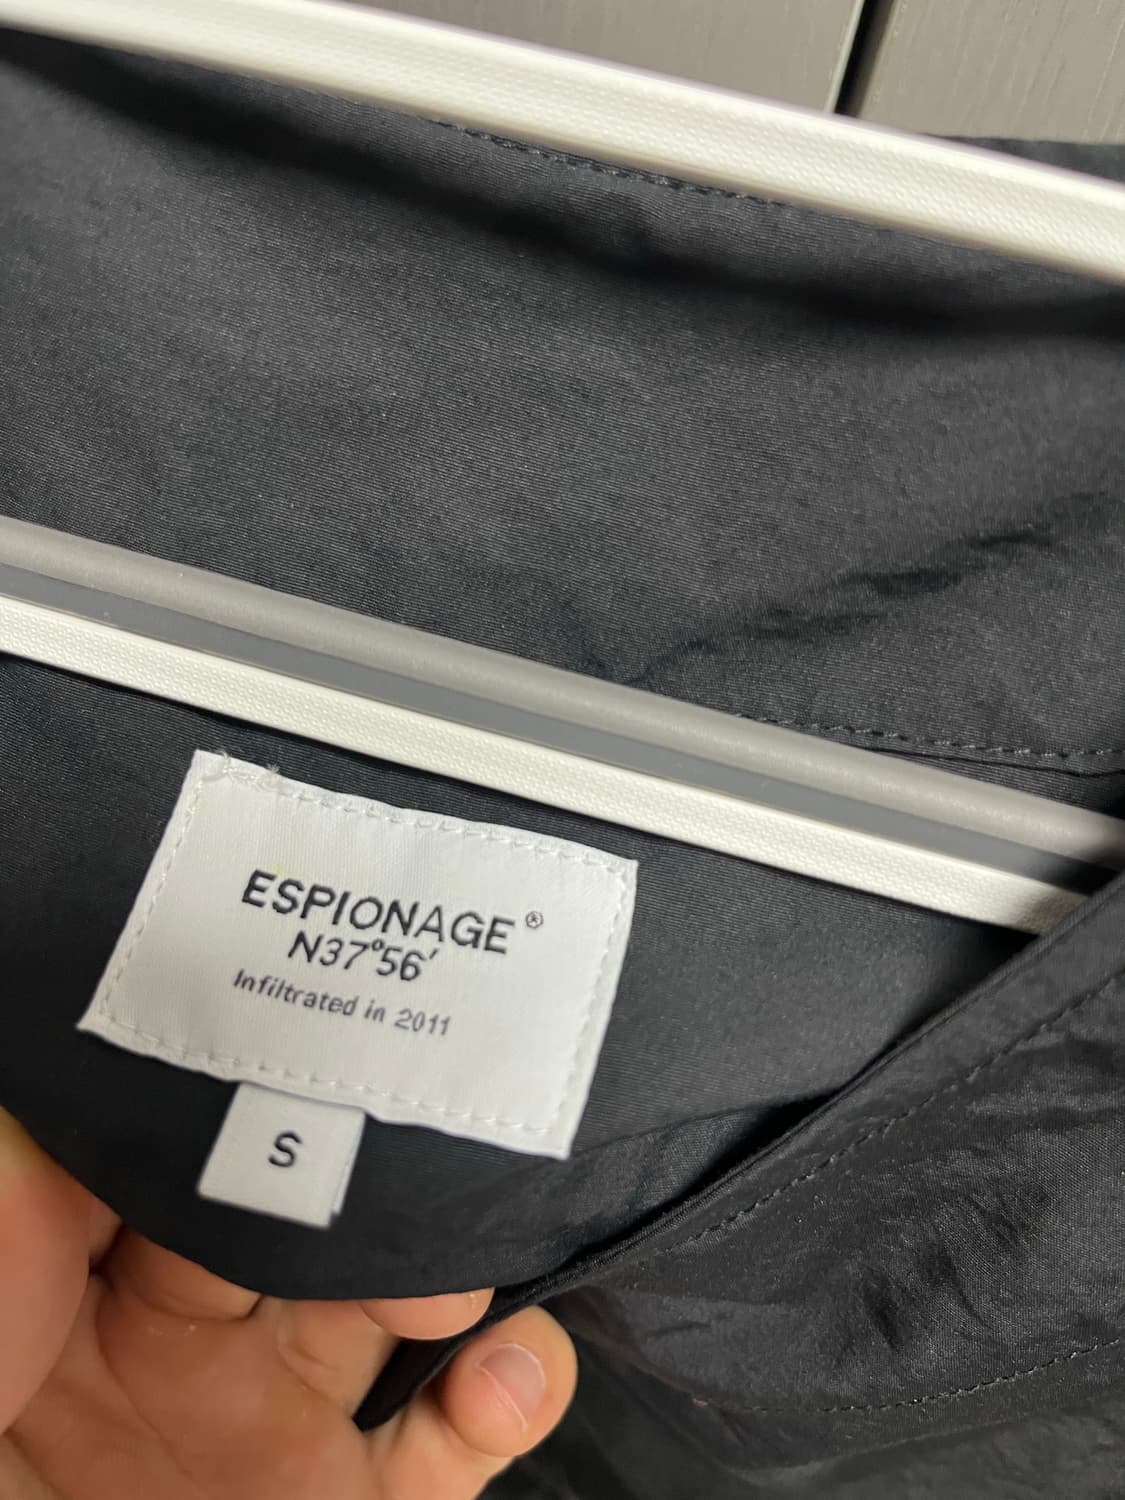 ESPIONAGE®
N37°56′
Infiltrated in 2011
S